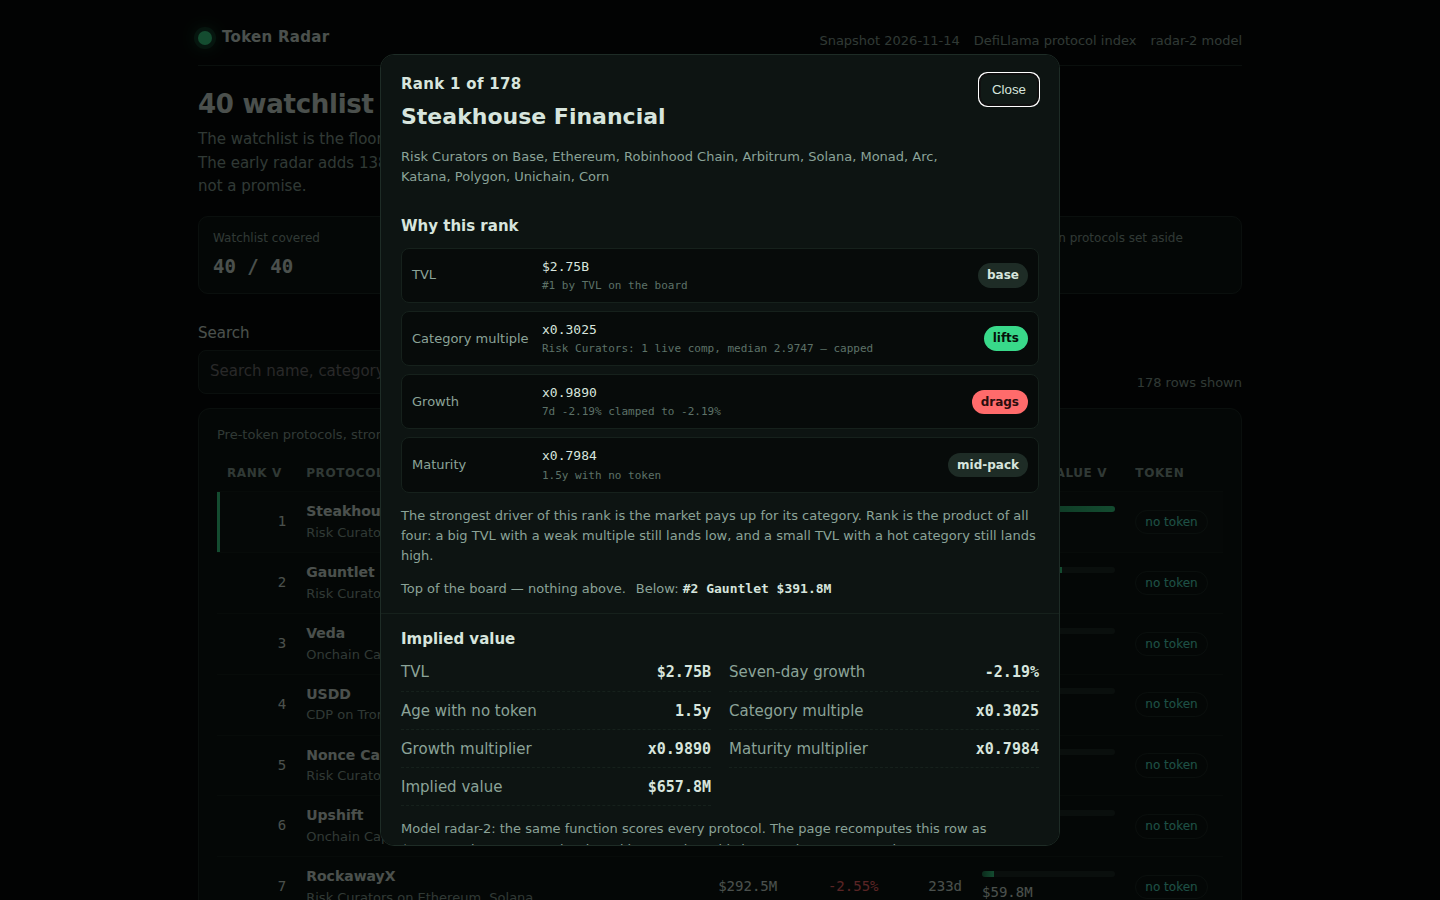 Token Radar
Snapshot 2026-11-14 DefiLlama protocol index radar-2 model
40 watchlist
The watchlist is the floor
The early radar adds 138
not a promise.
Watchlist covered
40 / 40
protocols set aside
Search
Search name, category
178 rows shown
Pre-token protocols, stron
RANK V PROTOCOL VALUE V TOKEN
1 Steakhou no token
Risk Curato
2 Gauntlet no token
Risk Curato
3 Veda no token
Onchain Ca
4 USDD no token
CDP on Tron
5 Nonce Ca no token
Risk Curato
6 Upshift no token
Onchain Ca
7 RockawayX $292.5M -2.55% 233d $59.8M no token
Risk Curators on Ethereum, Solana
Rank 1 of 178
Close
Steakhouse Financial
Risk Curators on Base, Ethereum, Robinhood Chain, Arbitrum, Solana, Monad, Arc,
Katana, Polygon, Unichain, Corn
Why this rank
TVL $2.75B base
#1 by TVL on the board
Category multiple x0.3025 lifts
Risk Curators: 1 live comp, median 2.9747 — capped
Growth x0.9890 drags
7d -2.19% clamped to -2.19%
Maturity x0.7984 mid-pack
1.5y with no token
The strongest driver of this rank is the market pays up for its category. Rank is the product of all
four: a big TVL with a weak multiple still lands low, and a small TVL with a hot category still lands
high.
Top of the board — nothing above. Below: #2 Gauntlet $391.8M
Implied value
TVL $2.75B Seven-day growth -2.19%
Age with no token 1.5y Category multiple x0.3025
Growth multiplier x0.9890 Maturity multiplier x0.7984
Implied value $657.8M
Model radar-2: the same function scores every protocol. The page recomputes this row as